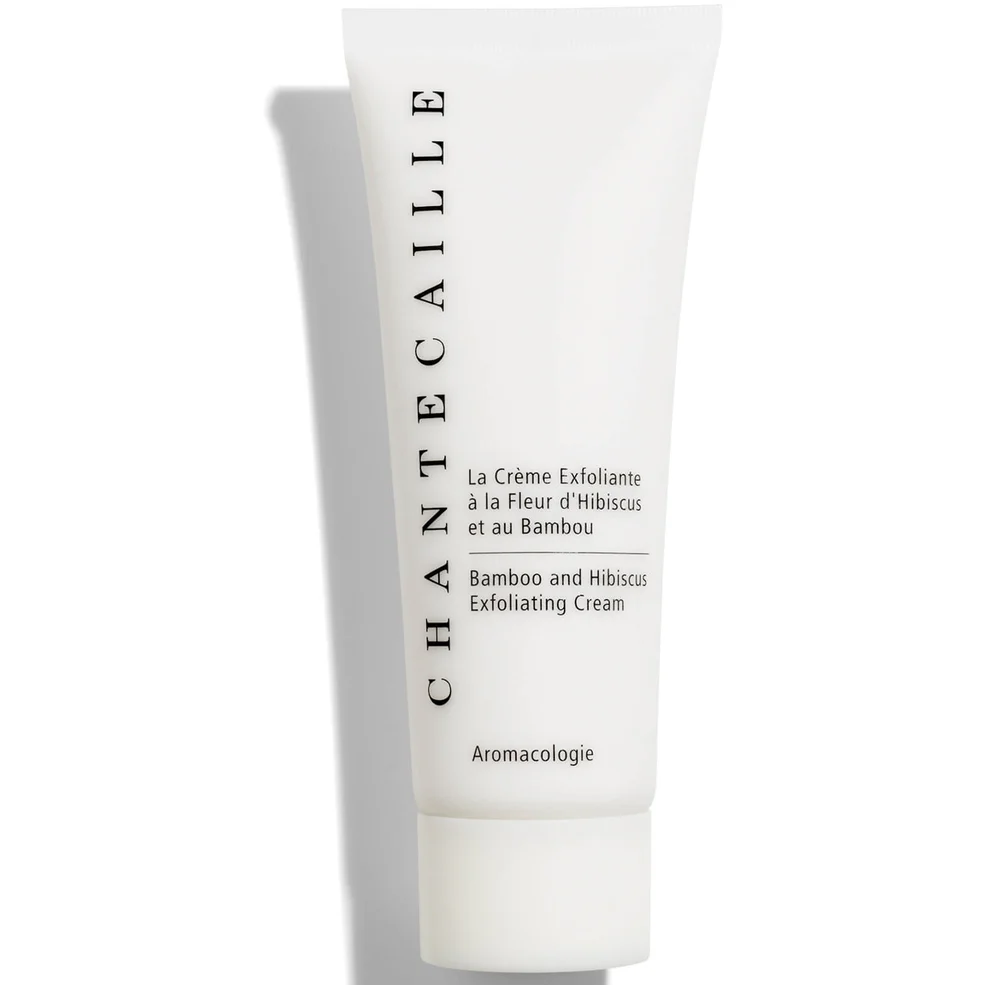 CHANTECAILLE
La Crème Exfoliante
à la Fleur d'Hibiscus
et au Bambou
Bamboo and Hibiscus
Exfoliating Cream
Aromacologie